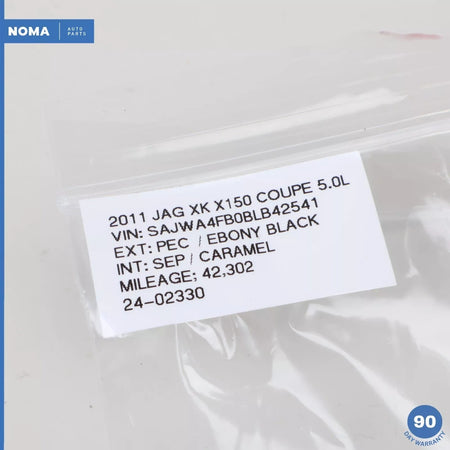 NOMA AUTO PARTS
2011 JAG XK X150 COUPE 5.0L
VIN: SAJWA4FB0BLB42541
EXT: PEC / EBONY BLACK
INT: SEP / CARAMEL
MILEAGE; 42,302
24-02330
90
DAY WARRANTY